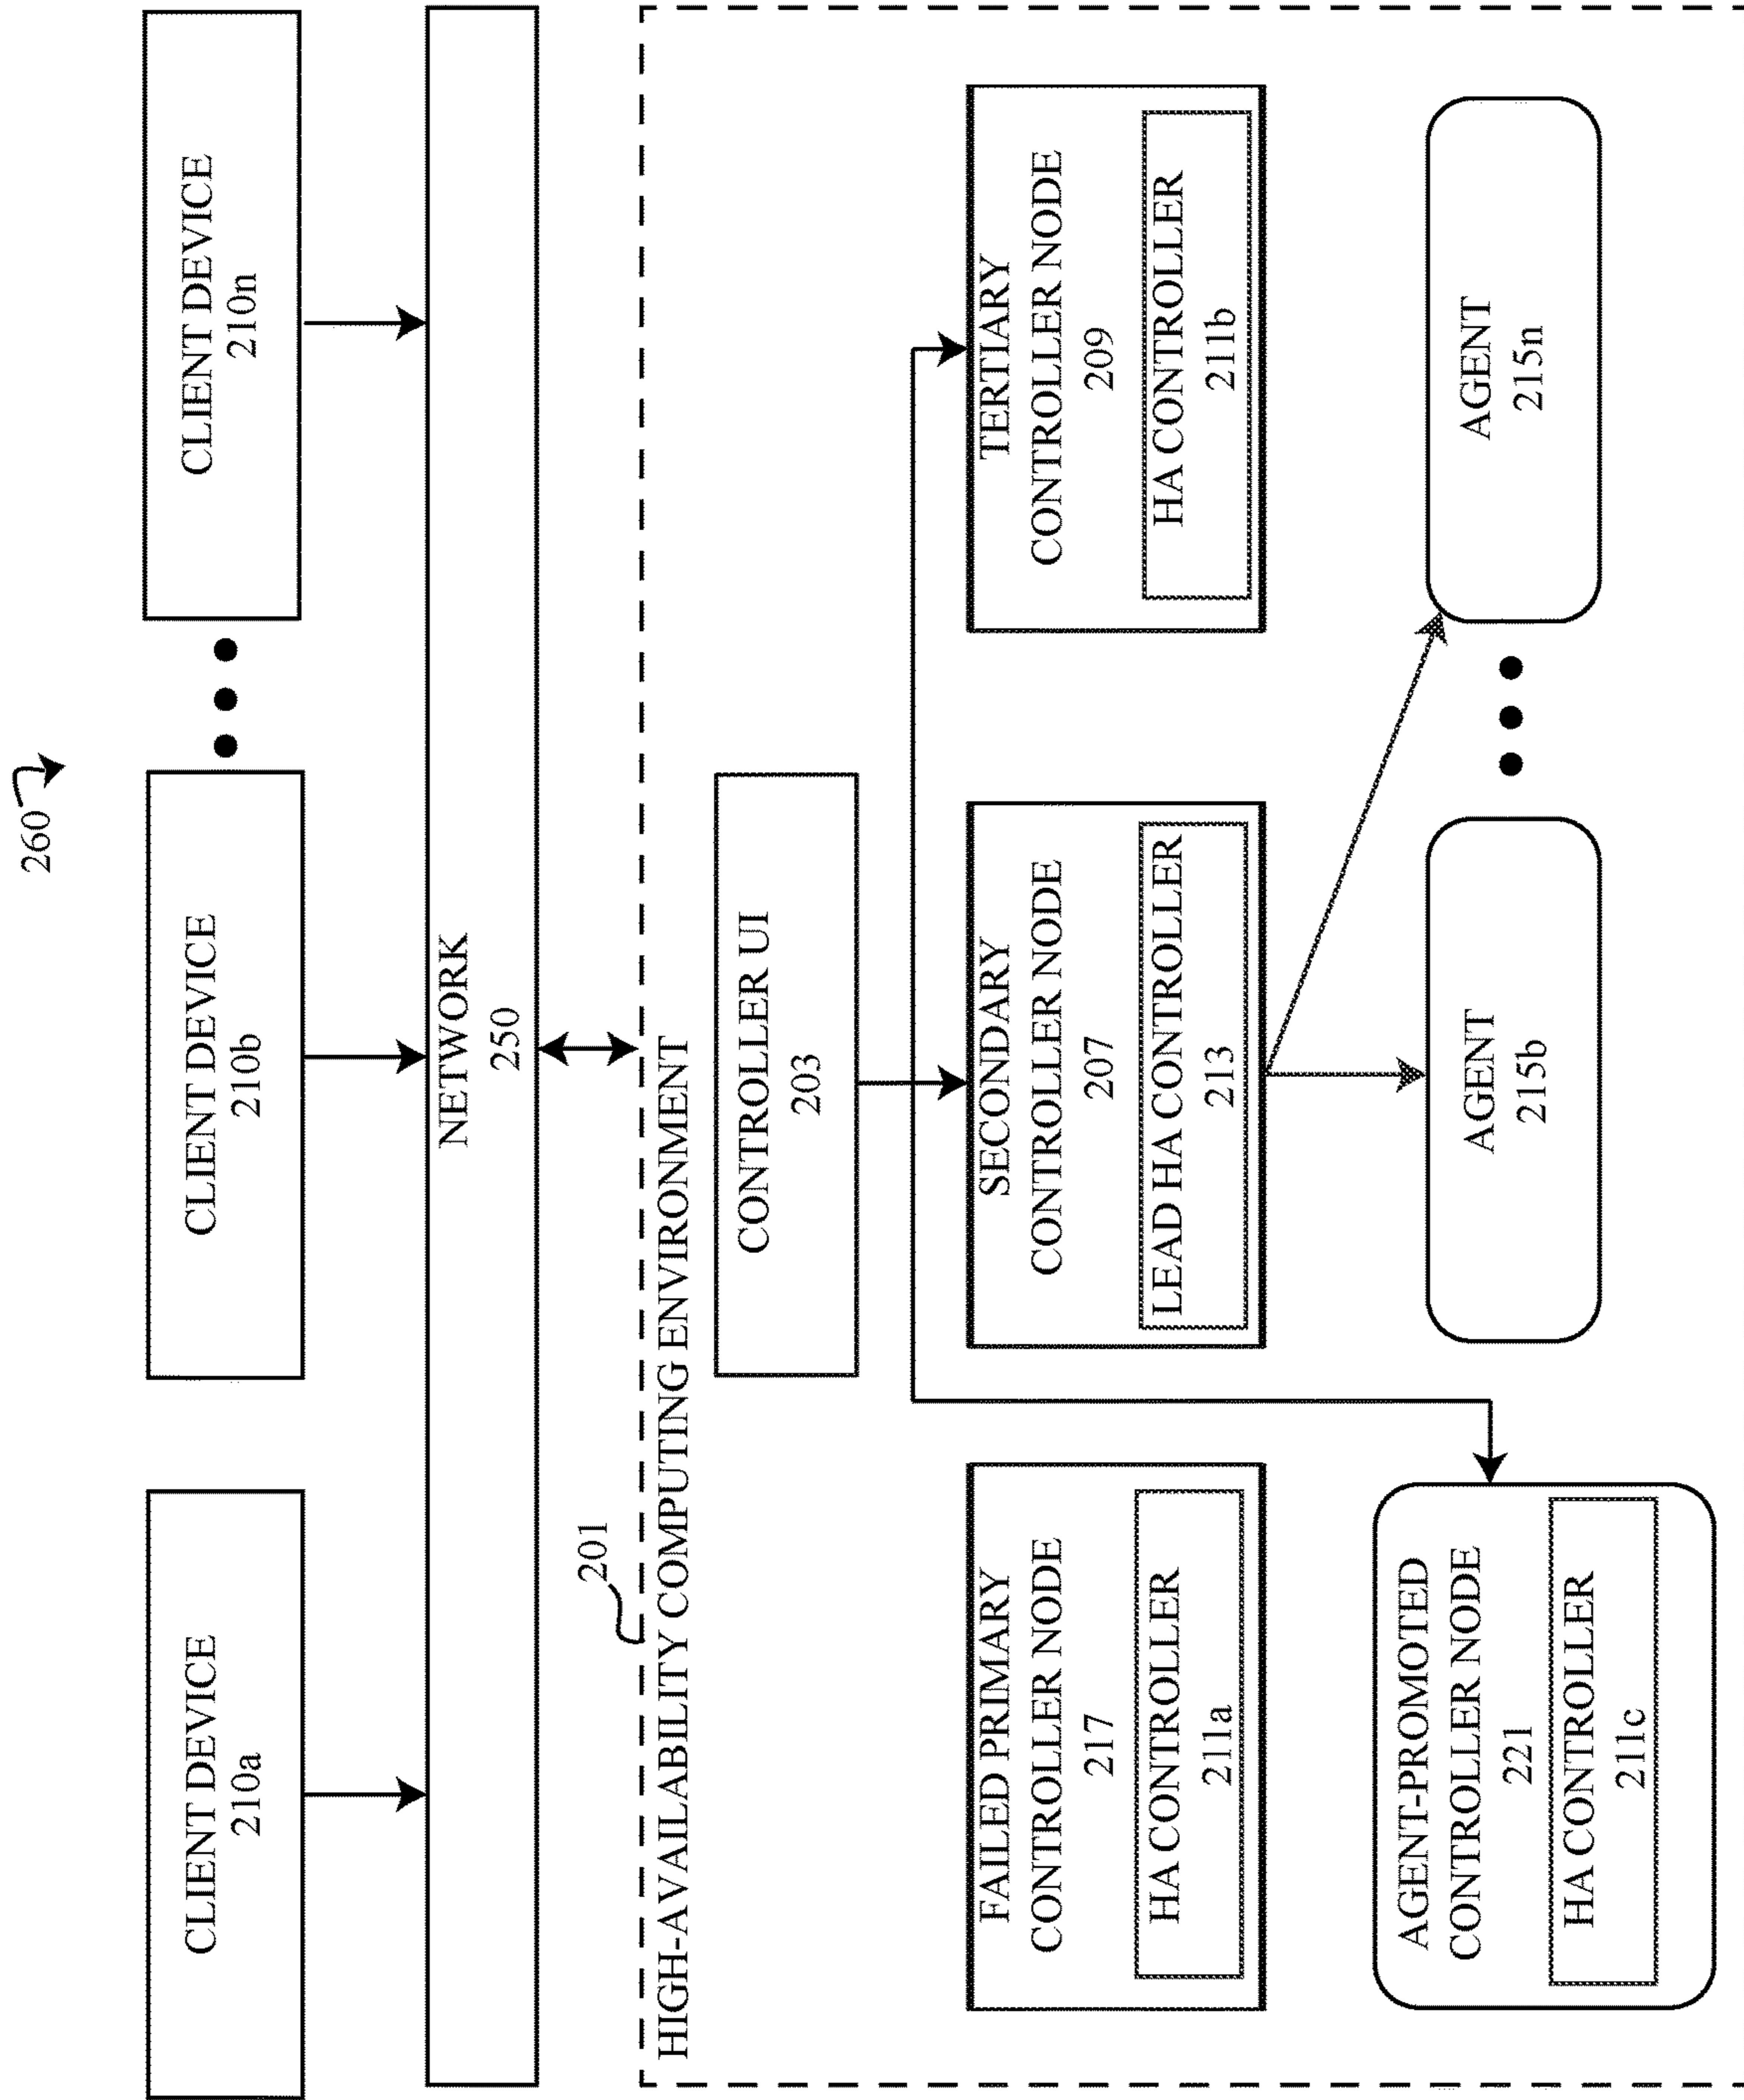 260
CLIENT DEVICE
210a
CLIENT DEVICE
210b
CLIENT DEVICE
210n
NETWORK
250
201
HIGH-AVAILABILITY COMPUTING ENVIRONMENT
CONTROLLER UI
203
FAILED PRIMARY
CONTROLLER NODE
217
HA CONTROLLER
211a
SECONDARY
CONTROLLER NODE
207
LEAD HA CONTROLLER
213
TERTIARY
CONTROLLER NODE
209
HA CONTROLLER
211b
AGENT-PROMOTED
CONTROLLER NODE
221
HA CONTROLLER
211c
AGENT
215b
AGENT
215n